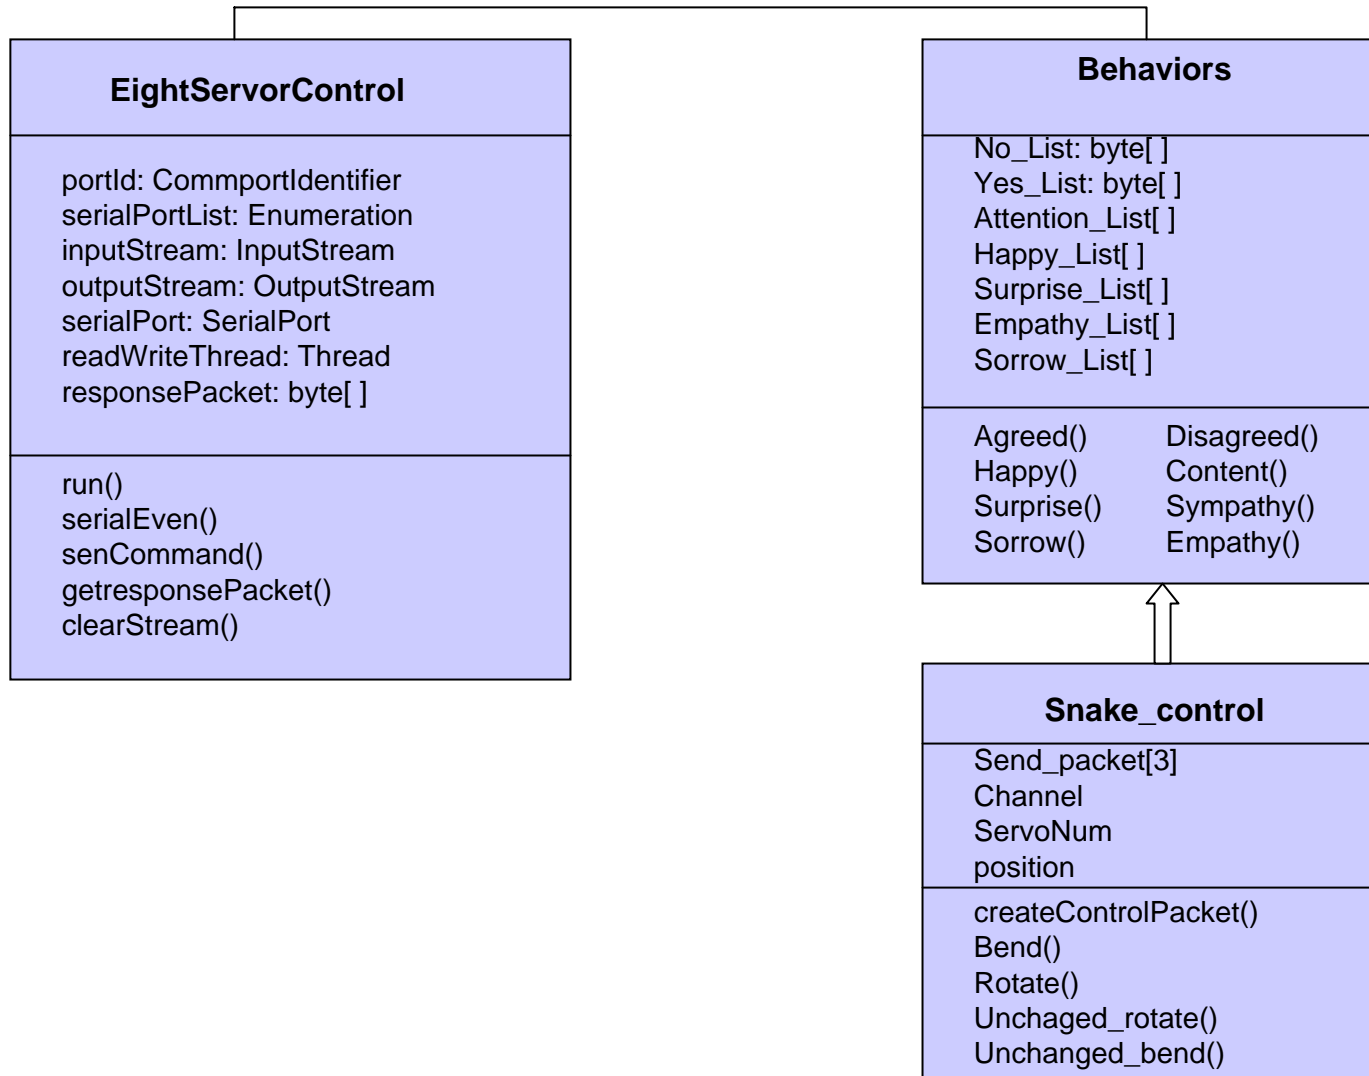 EightServorControl
portId: CommportIdentifier
serialPortList: Enumeration
inputStream: InputStream
outputStream: OutputStream
serialPort: SerialPort
readWriteThread: Thread
responsePacket: byte[ ]
run()
serialEven()
senCommand()
getresponsePacket()
clearStream()
Behaviors
No_List: byte[ ]
Yes_List: byte[ ]
Attention_List[ ]
Happy_List[ ]
Surprise_List[ ]
Empathy_List[ ]
Sorrow_List[ ]
Agreed() Disagreed()
Happy() Content()
Surprise() Sympathy()
Sorrow() Empathy()
Snake_control
Send_packet[3]
Channel
ServoNum
position
createControlPacket()
Bend()
Rotate()
Unchaged_rotate()
Unchanged_bend()